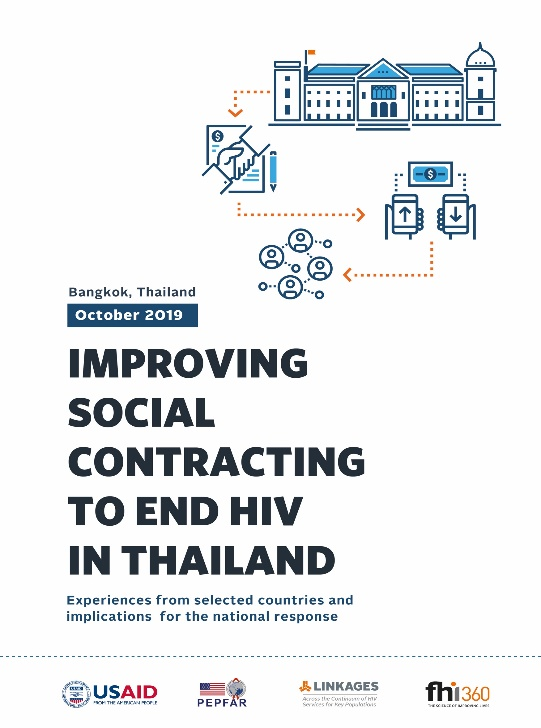 Bangkok, Thailand
October 2019
IMPROVING
SOCIAL
CONTRACTING
TO END HIV
IN THAILAND
Experiences from selected countries and
implications for the national response
USAID
FROM THE AMERICAN PEOPLE
PEPFAR
LINKAGES
Across the Continuum of HIV
Services for Key Populations
fhi360
THE SCIENCE OF IMPROVING LIVES